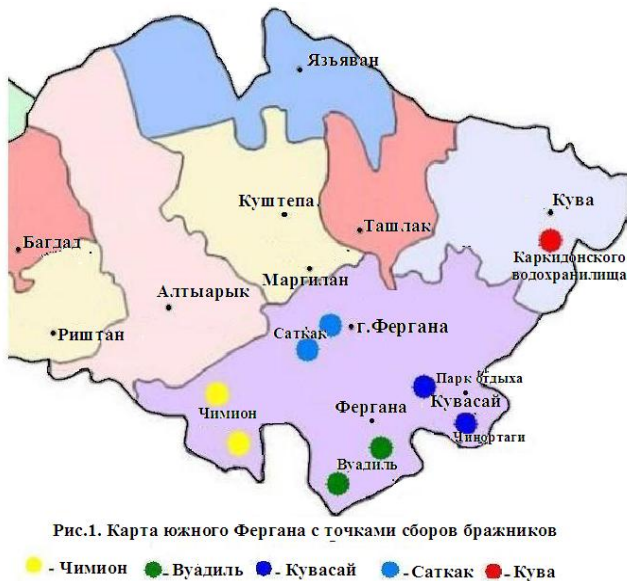 Язъяван
Куштепа
Ташлак
Кува
Багдад
Каркидонского
водохранилища
Маргилан
Алтыарык
Риштан
Саткак
г.Фергана
Парк отдыха
Чимион
Кувасай
Фергана
Чинортаги
Вуадиль
Рис.1. Карта южного Фергана с точками сборов бражников
- Чимион - Вуадиль - Кувасай - Саткак - Кува